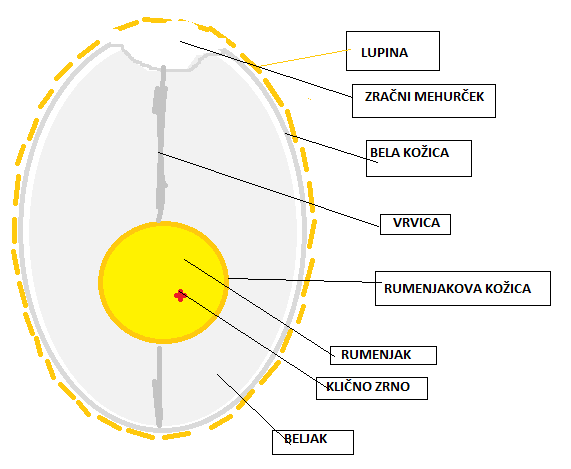 LUPINA
ZRAČNI MEHURČEK
BELA KOŽICA
VRVICA
RUMENJAKOVA KOŽICA
RUMENJAK
KLIČNO ZRNO
BELJAK